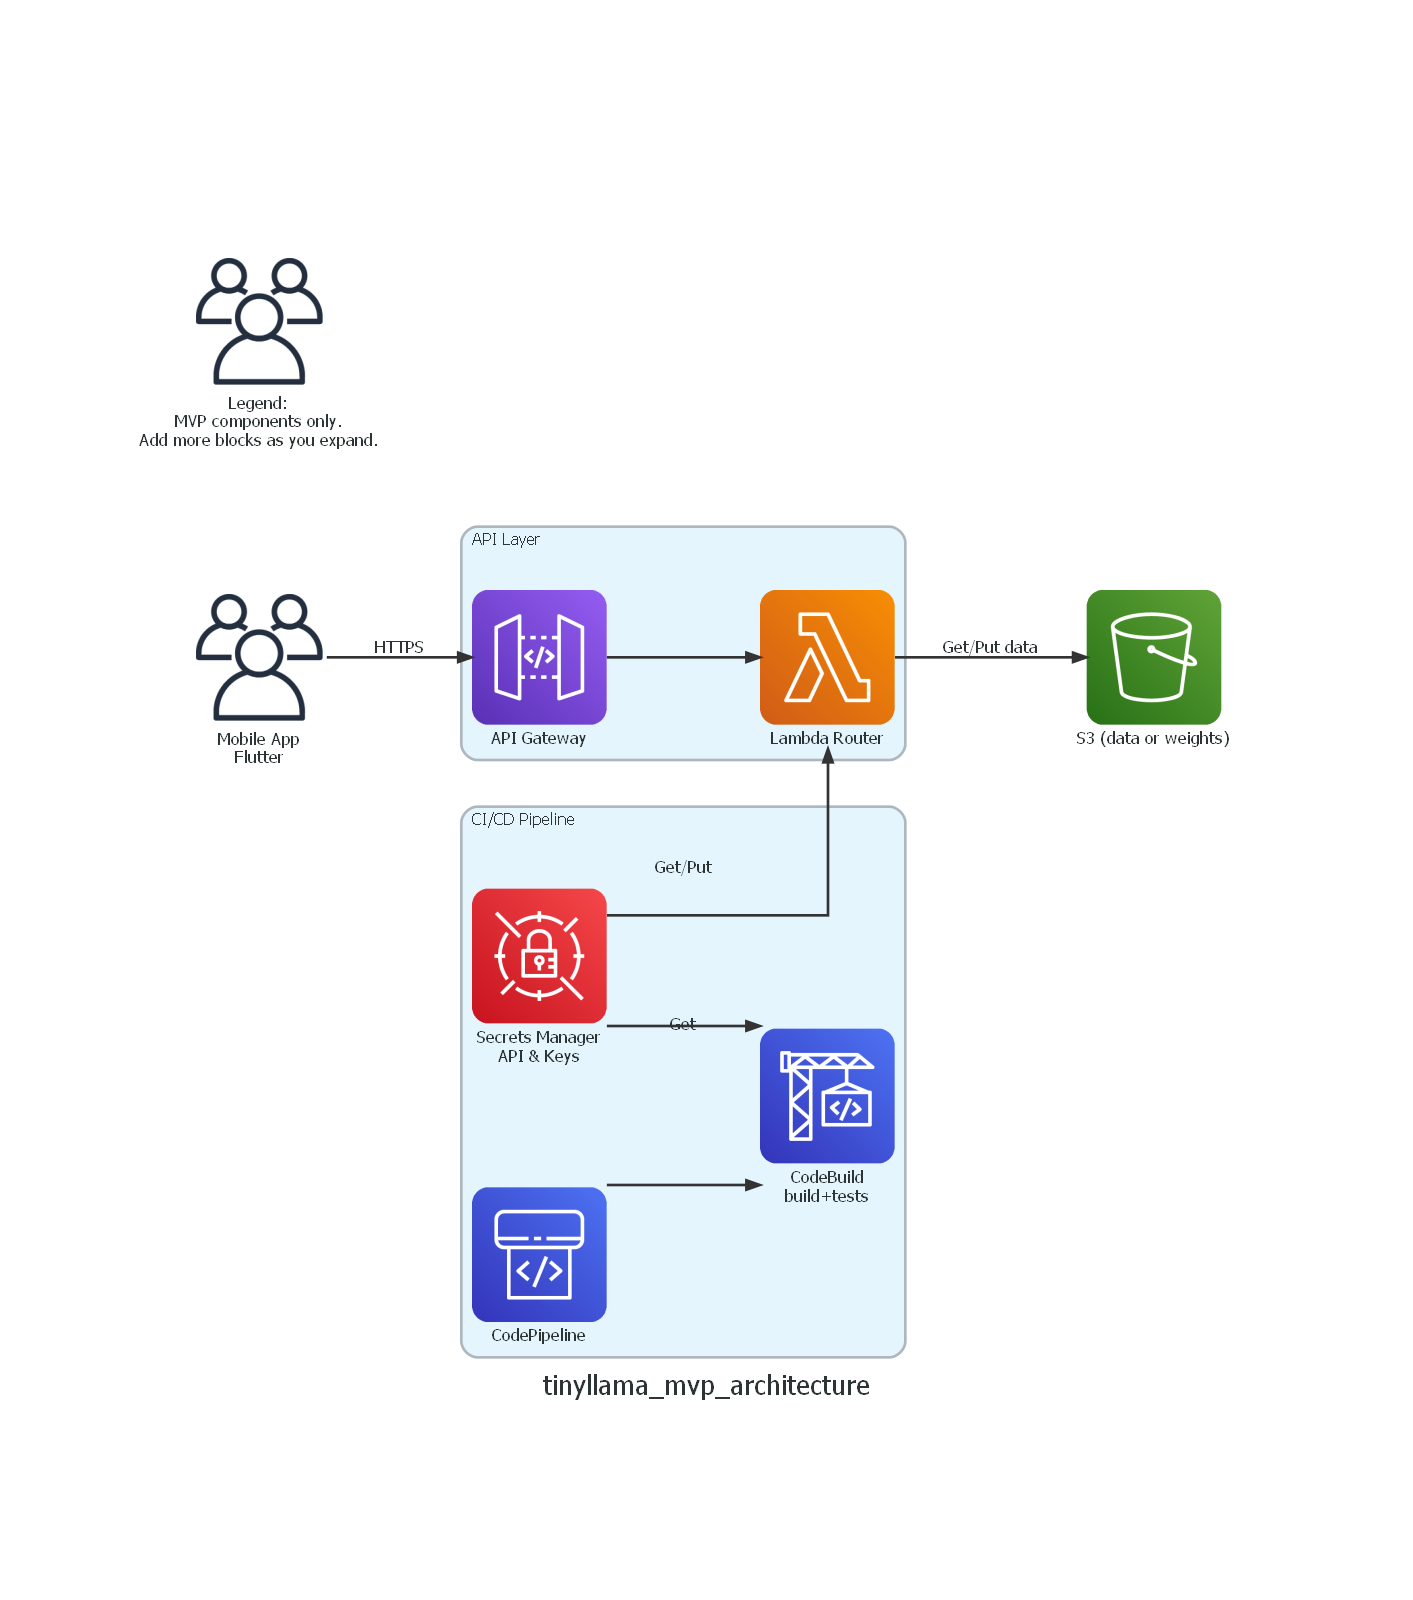 Legend:
MVP components only.
Add more blocks as you expand.
API Layer
HTTPS
Get/Put data
Mobile App
Flutter
API Gateway
Lambda Router
S3 (data or weights)
CI/CD Pipeline
Get/Put
Get
Secrets Manager
API & Keys
CodeBuild
build+tests
CodePipeline
tinyllama_mvp_architecture